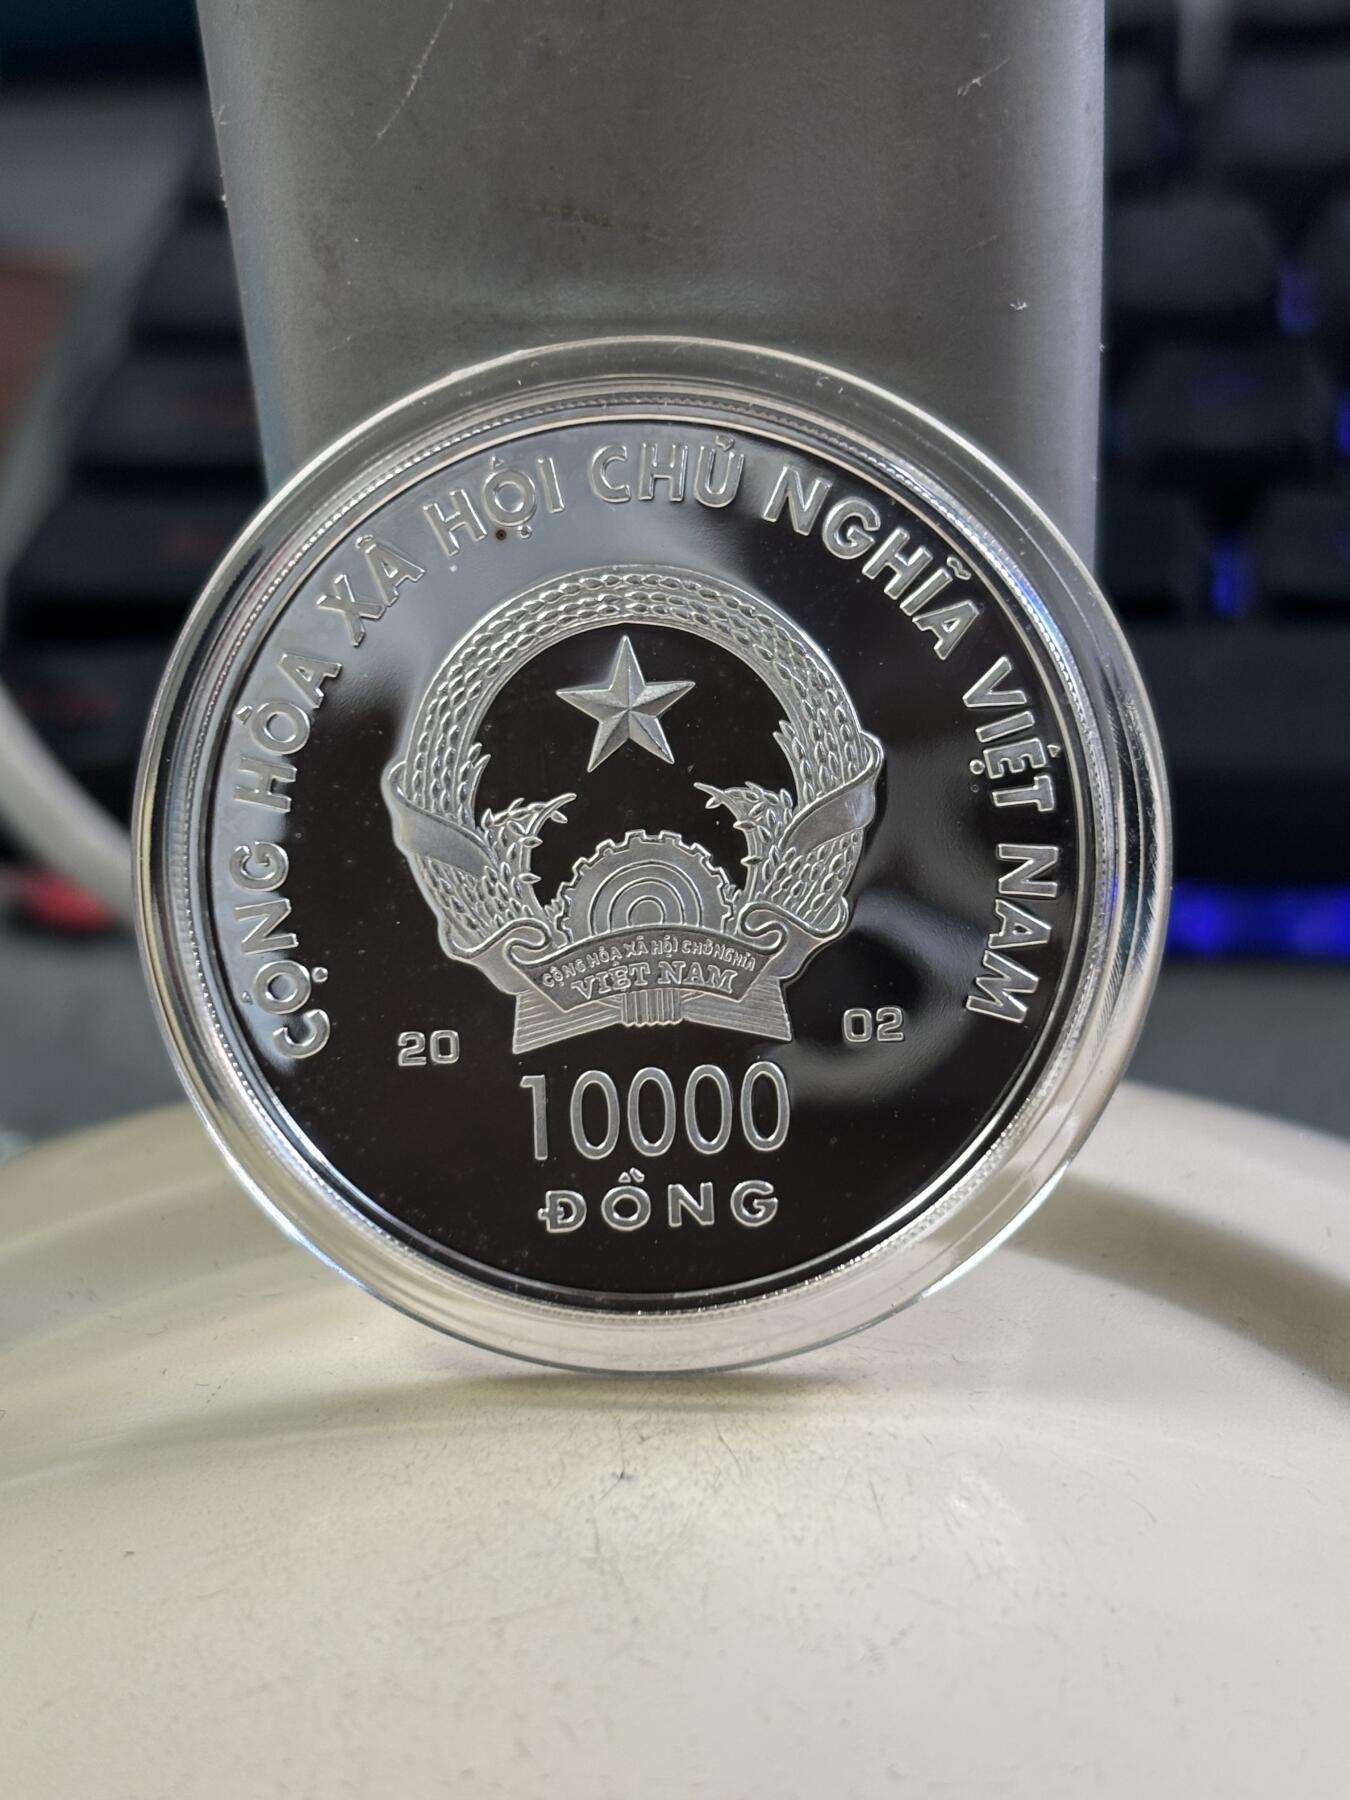 CỘNG HÒA XÃ HỘI CHỦ NGHĨA VIỆT NAM
CỘNG HÒA XÃ HỘI CHỦ NGHĨA
VIỆT NAM
20 02
10000
ĐỒNG